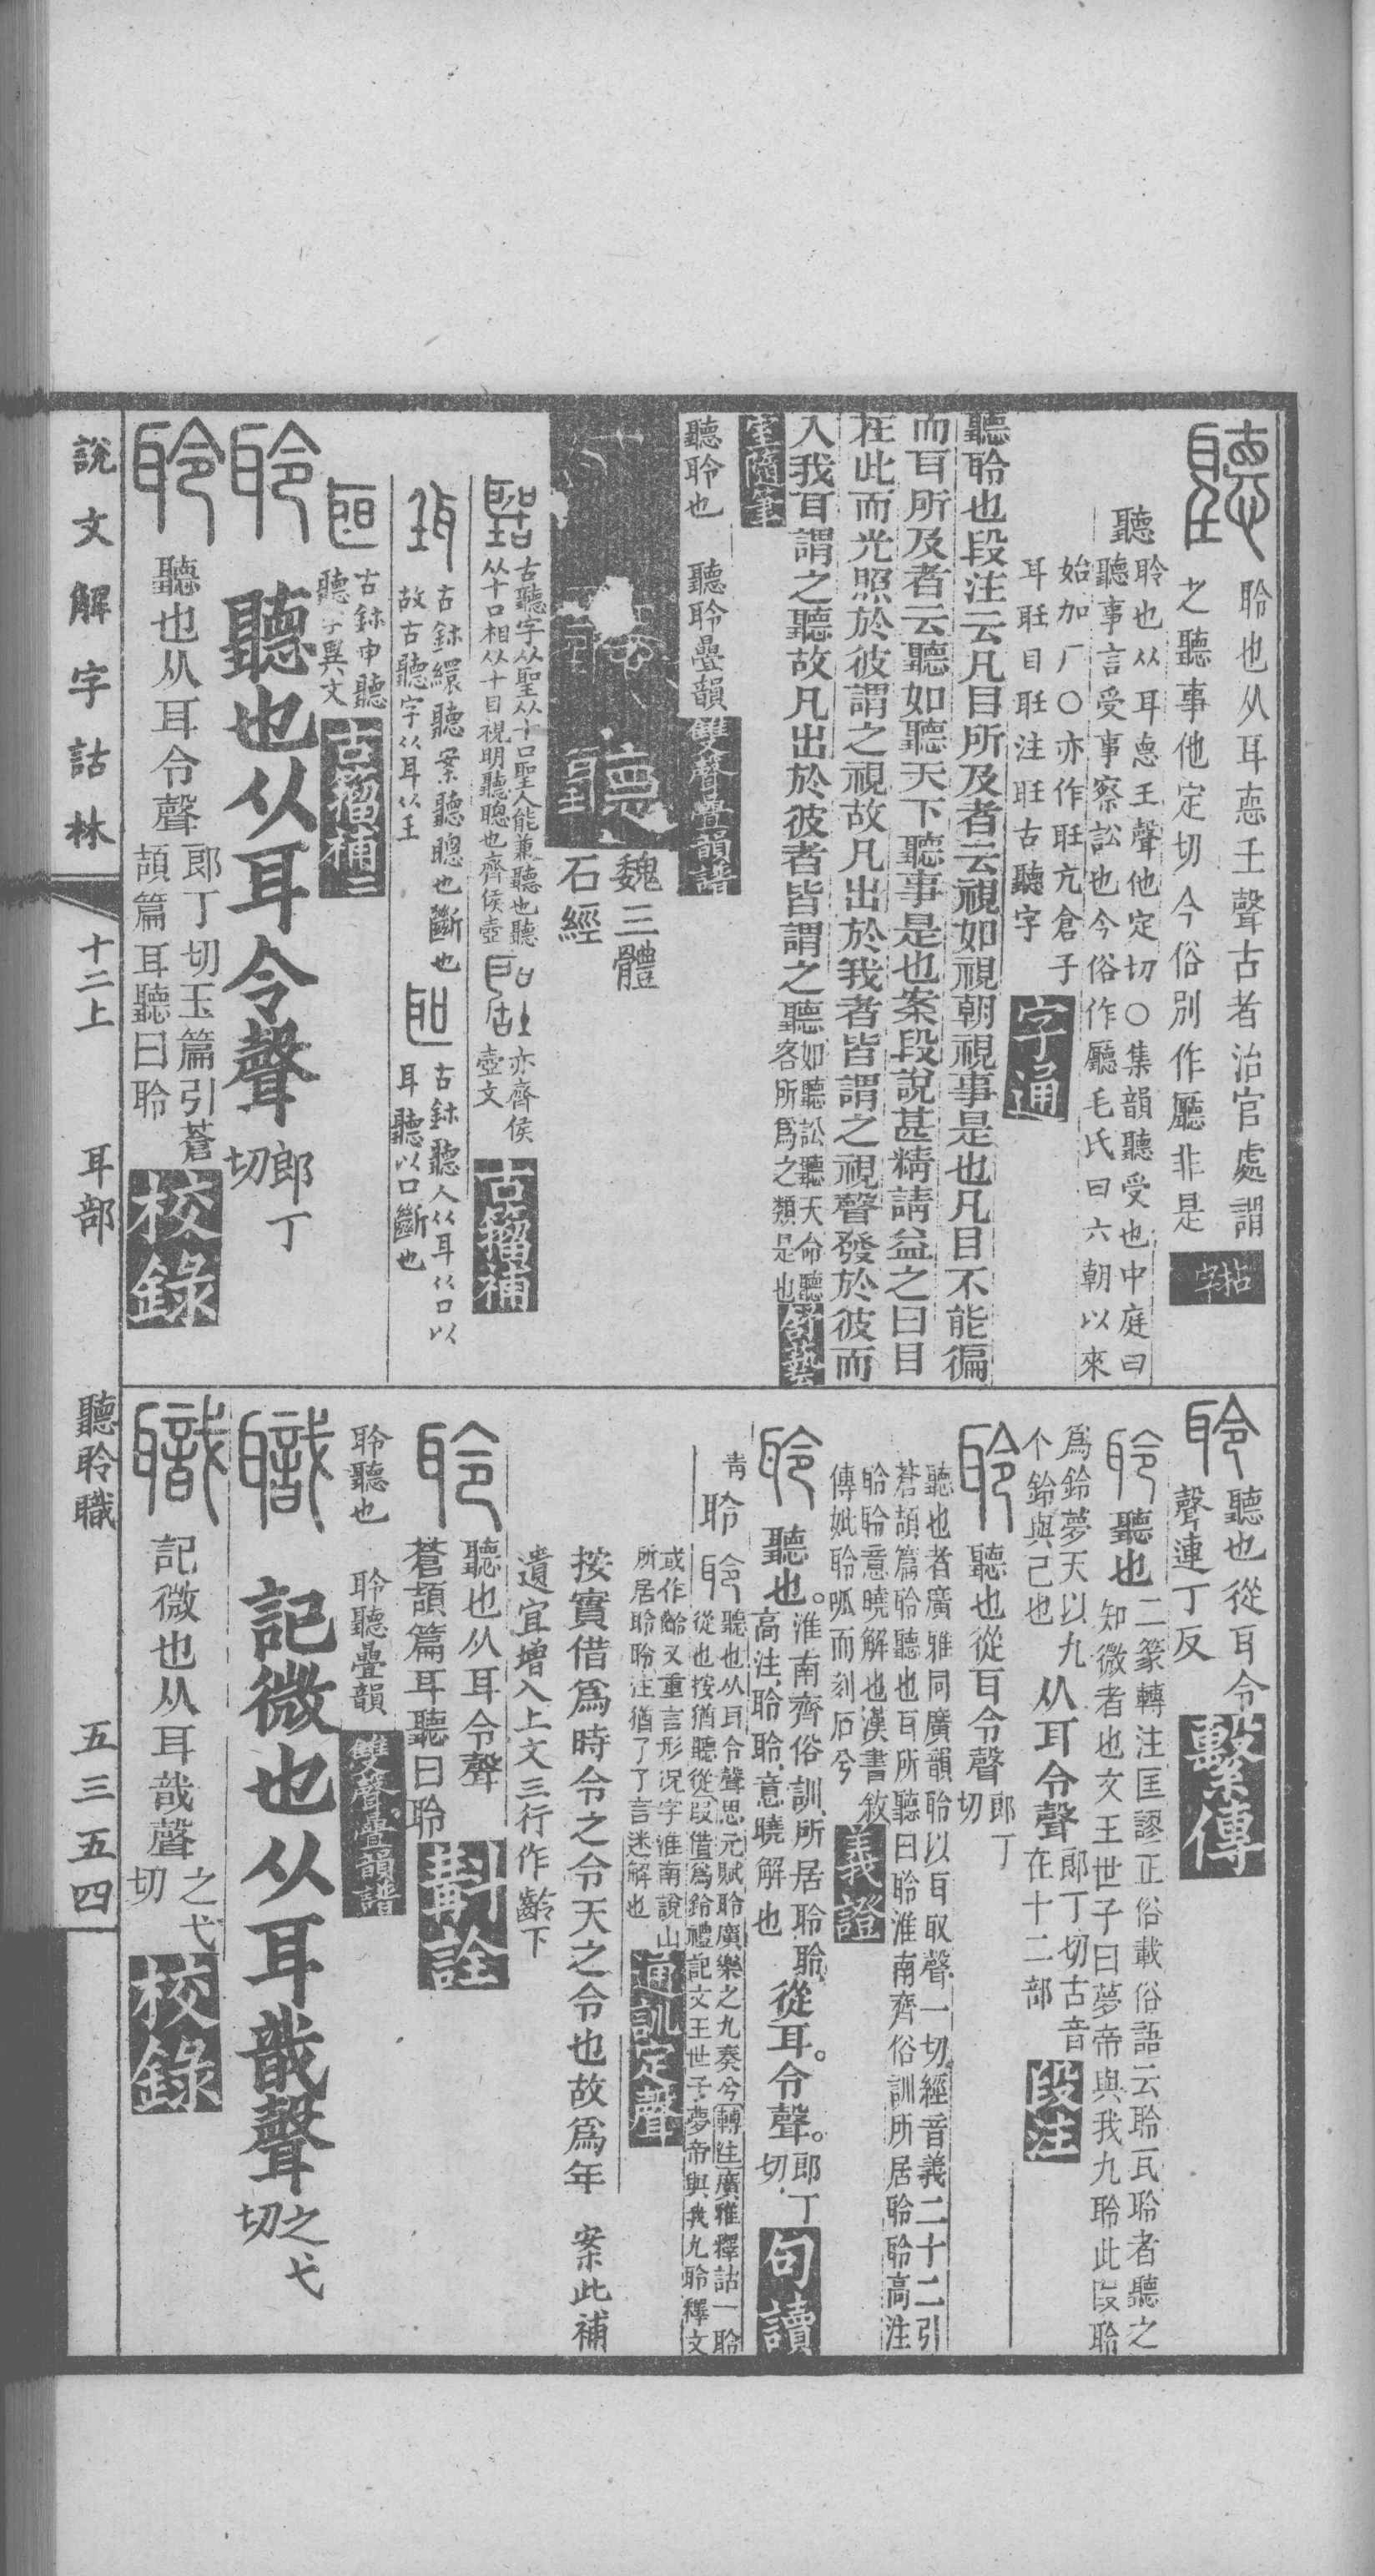 聆也从耳悳𡈼聲古者治官處謂
之聽事他定切今俗別作廳非是
拈字
聽
聆也从耳悳𡈼聲他定切○集韻聽受也中庭曰
聽事言受事察訟也今俗作廳毛氏曰六朝以來
始加厂○亦作䎳亢倉子
耳䎳目䎳注䎳古聽字
字通
聽聆也段注云凡目所及者云視如視朝視事是也凡目不能徧
而耳所及者云聽如聽天下聽事是也案段說甚精請益之曰目
在此而光照於彼謂之視故凡出於我者皆謂之視聲發於彼而
入我耳謂之聽故凡出於彼者皆謂之聽
如聽訟聽天命聽
客所爲之類是也
舒藝
室隨筆
聽聆也 聽聆疊韻
雙聲疊韻譜
魏三體
石經
古聽字从聖从十口聖人能兼聽也聽
从十口相从十目視明聽聰也齊侯壺
亦齊侯
壺文
古籀補
古鉢繯聽案聽聰也斷也
故古聽字从耳从王
古鉢聽人从耳从口以
耳聽以口斷也
古鉢申聽
聽字異文
古籀補二
聽也从耳令聲
郎丁
切
聽也从耳令聲
郎丁切玉篇引蒼
頡篇耳聽曰聆
校錄
聽也從耳令
聲連丁反
繫傳
聽也
二篆轉注匡謬正俗載俗語云聆瓦聆者聽之
知微者也文王世子曰夢帝與我九聆此叚聆
爲鈴夢天以九
个鈴與己也
从耳令聲
郎丁切古音
在十二部
段注
聽也從耳令聲
郎丁
切
聽也者廣雅同廣韻聆以耳取聲一切經音義二十二引
蒼頡篇聆聽也耳所聽曰聆淮南齊俗訓所居聆聆高注
聆聆意曉解也漢書敘
傳姺聆呱而刻石兮
義證
聽也。
淮南齊俗訓、所居聆聆、
高注、聆聆、意曉解也
從耳。令聲。
郎丁
切、
句讀
青
聆
聽也从耳令聲思元賦聆廣樂之九奏兮轉注廣雅釋詁一聆
從也按猶聽從叚借爲鈴禮記文王世子夢帝與我九聆釋文
或作齡又重言形況字淮南說山
所居聆聆注猶了了言迷解也
通訓定聲
按實借爲時令之令天之令也故爲年 案此補
遺宜增入上文三行作齡下
聽也从耳令聲
蒼頡篇耳聽曰聆
斠詮
聆聽也 聆聽疊韻
雙聲疊韻譜
記微也从耳戠聲
之弋
切
記微也从耳戠聲
之弋
切
校錄
說文解字詁林 十二上 耳部 聽聆職 五三五四